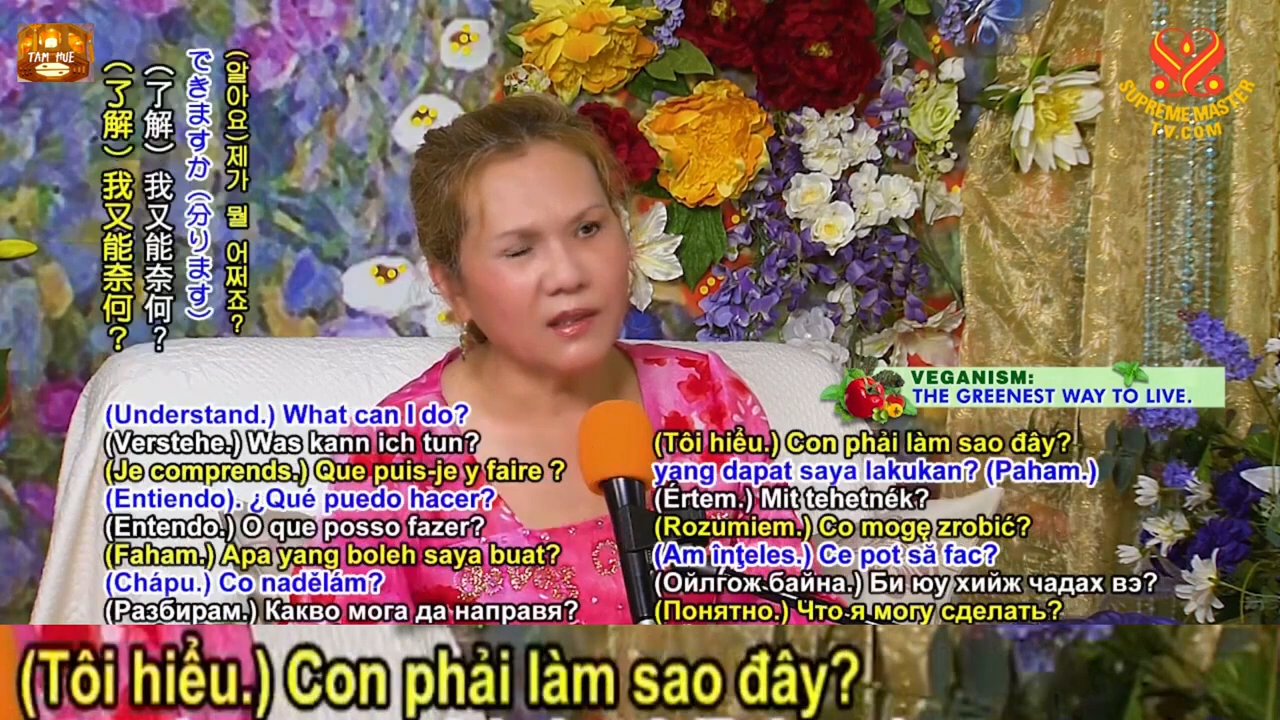 TAM HUE
SUPREME MASTER
TV.COM
(알아요)제가 뭘 어쩌죠?
できますか (分ります)
(了解) 我又能奈何?
(了解) 我又能奈何?
VEGANISM:
THE GREENEST WAY TO LIVE.
(Understand.) What can I do?
(Verstehe.) Was kann ich tun?
(Je comprends.) Que puis-je y faire ?
(Entiendo). ¿Qué puedo hacer?
(Entendo.) O que posso fazer?
(Faham.) Apa yang boleh saya buat?
(Chápu.) Co nadělám?
(Разбирам.) Какво мога да направя?
(Tôi hiểu.) Con phải làm sao đây?
yang dapat saya lakukan? (Paham.)
(Értem.) Mit tehetnék?
(Rozumiem.) Co mogę zrobić?
(Am înţeles.) Ce pot să fac?
(Ойлгож байна.) Би юу хийж чадах вэ?
(Понятно.) Что я могу сделать?
(Tôi hiểu.) Con phải làm sao đây?